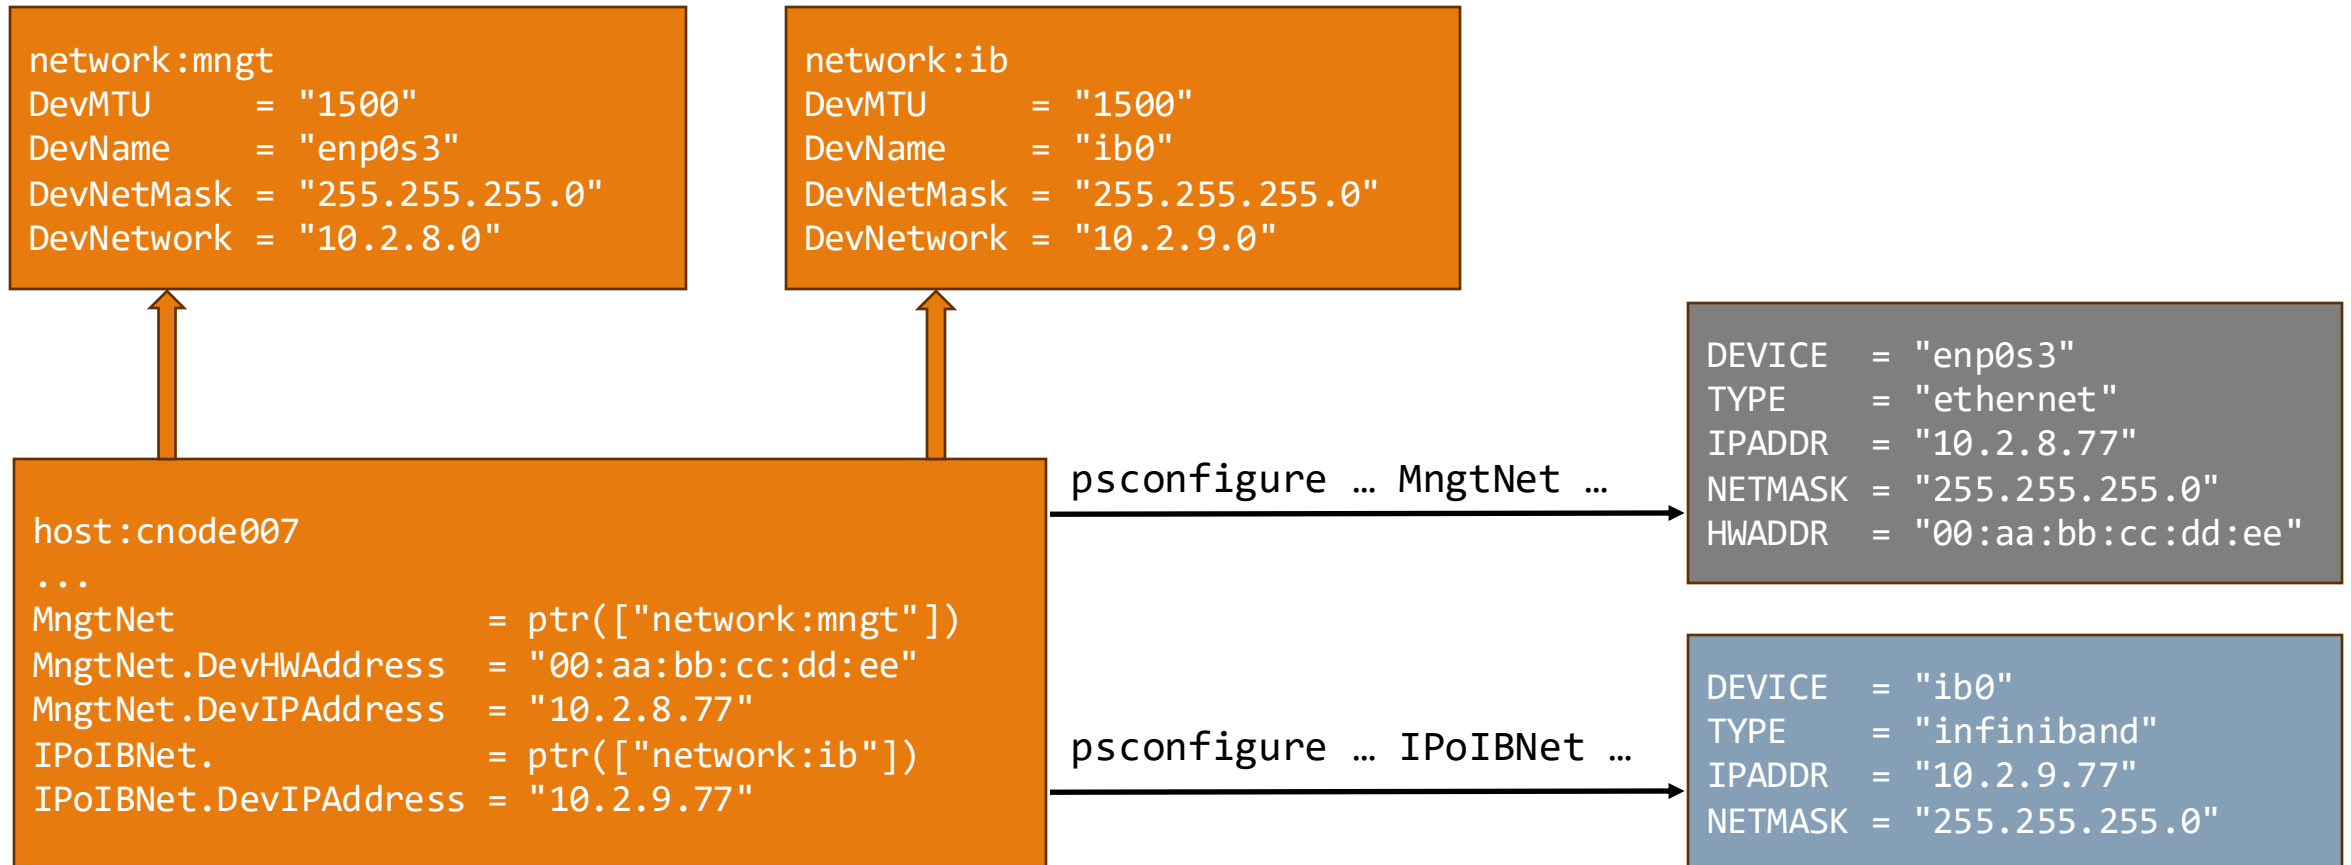 network:mngt
DevMTU     = "1500"
DevName    = "enp0s3"
DevNetMask = "255.255.255.0"
DevNetwork = "10.2.8.0"
network:ib
DevMTU     = "1500"
DevName    = "ib0"
DevNetMask = "255.255.255.0"
DevNetwork = "10.2.9.0"
host:cnode007
...
MngtNet               = ptr(["network:mngt"])
MngtNet.DevHWAddress  = "00:aa:bb:cc:dd:ee"
MngtNet.DevIPAddress  = "10.2.8.77"
IPoIBNet.             = ptr(["network:ib"])
IPoIBNet.DevIPAddress = "10.2.9.77"
psconfigure … MngtNet …
psconfigure … IPoIBNet …
DEVICE  = "enp0s3"
TYPE    = "ethernet"
IPADDR  = "10.2.8.77"
NETMASK = "255.255.255.0"
HWADDR  = "00:aa:bb:cc:dd:ee"
DEVICE  = "ib0"
TYPE    = "infiniband"
IPADDR  = "10.2.9.77"
NETMASK = "255.255.255.0"